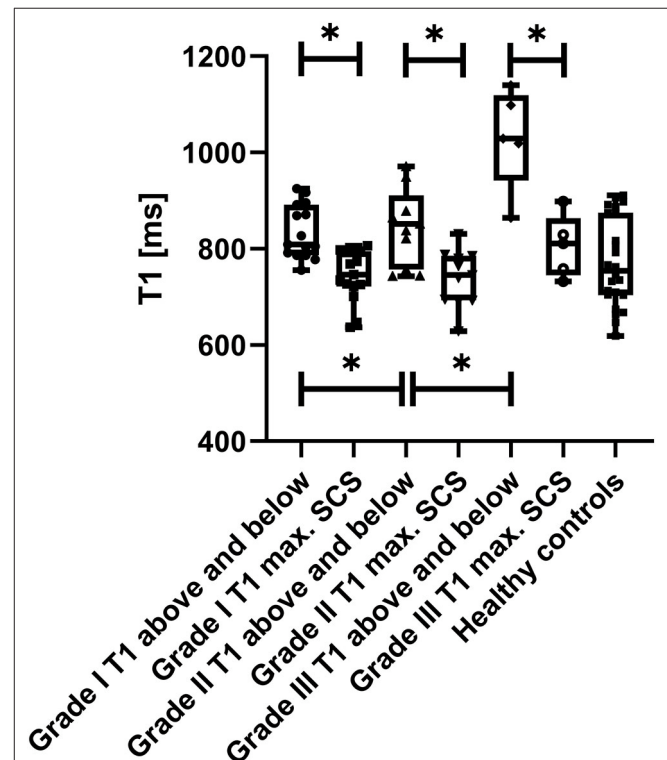 * * *
1200
1000
800
600
400
T1 [ms]
* *
Grade I T1 above and below
Grade I T1 max. SCS
Grade II T1 above and below
Grade II T1 max. SCS
Grade III T1 above and below
Grade III T1 max. SCS
Healthy controls